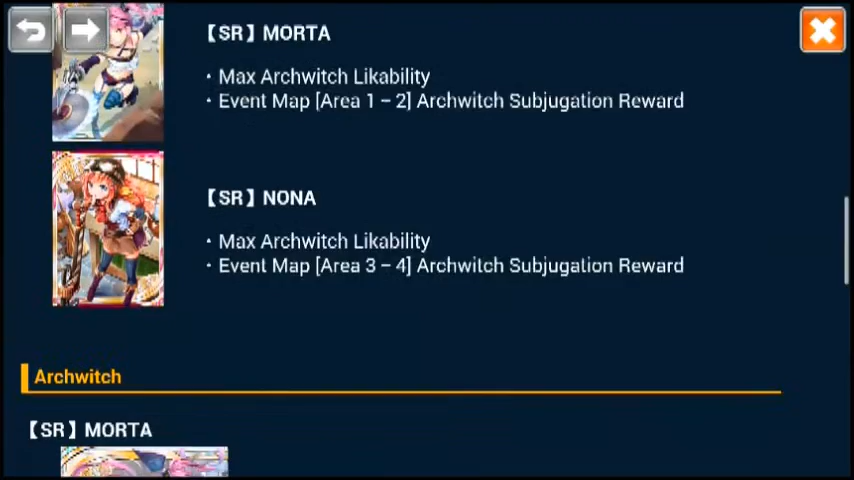 【SR】MORTA
・Max Archwitch Likability
・Event Map [Area 1 – 2] Archwitch Subjugation Reward
【SR】NONA
・Max Archwitch Likability
・Event Map [Area 3 – 4] Archwitch Subjugation Reward
Archwitch
【SR】MORTA